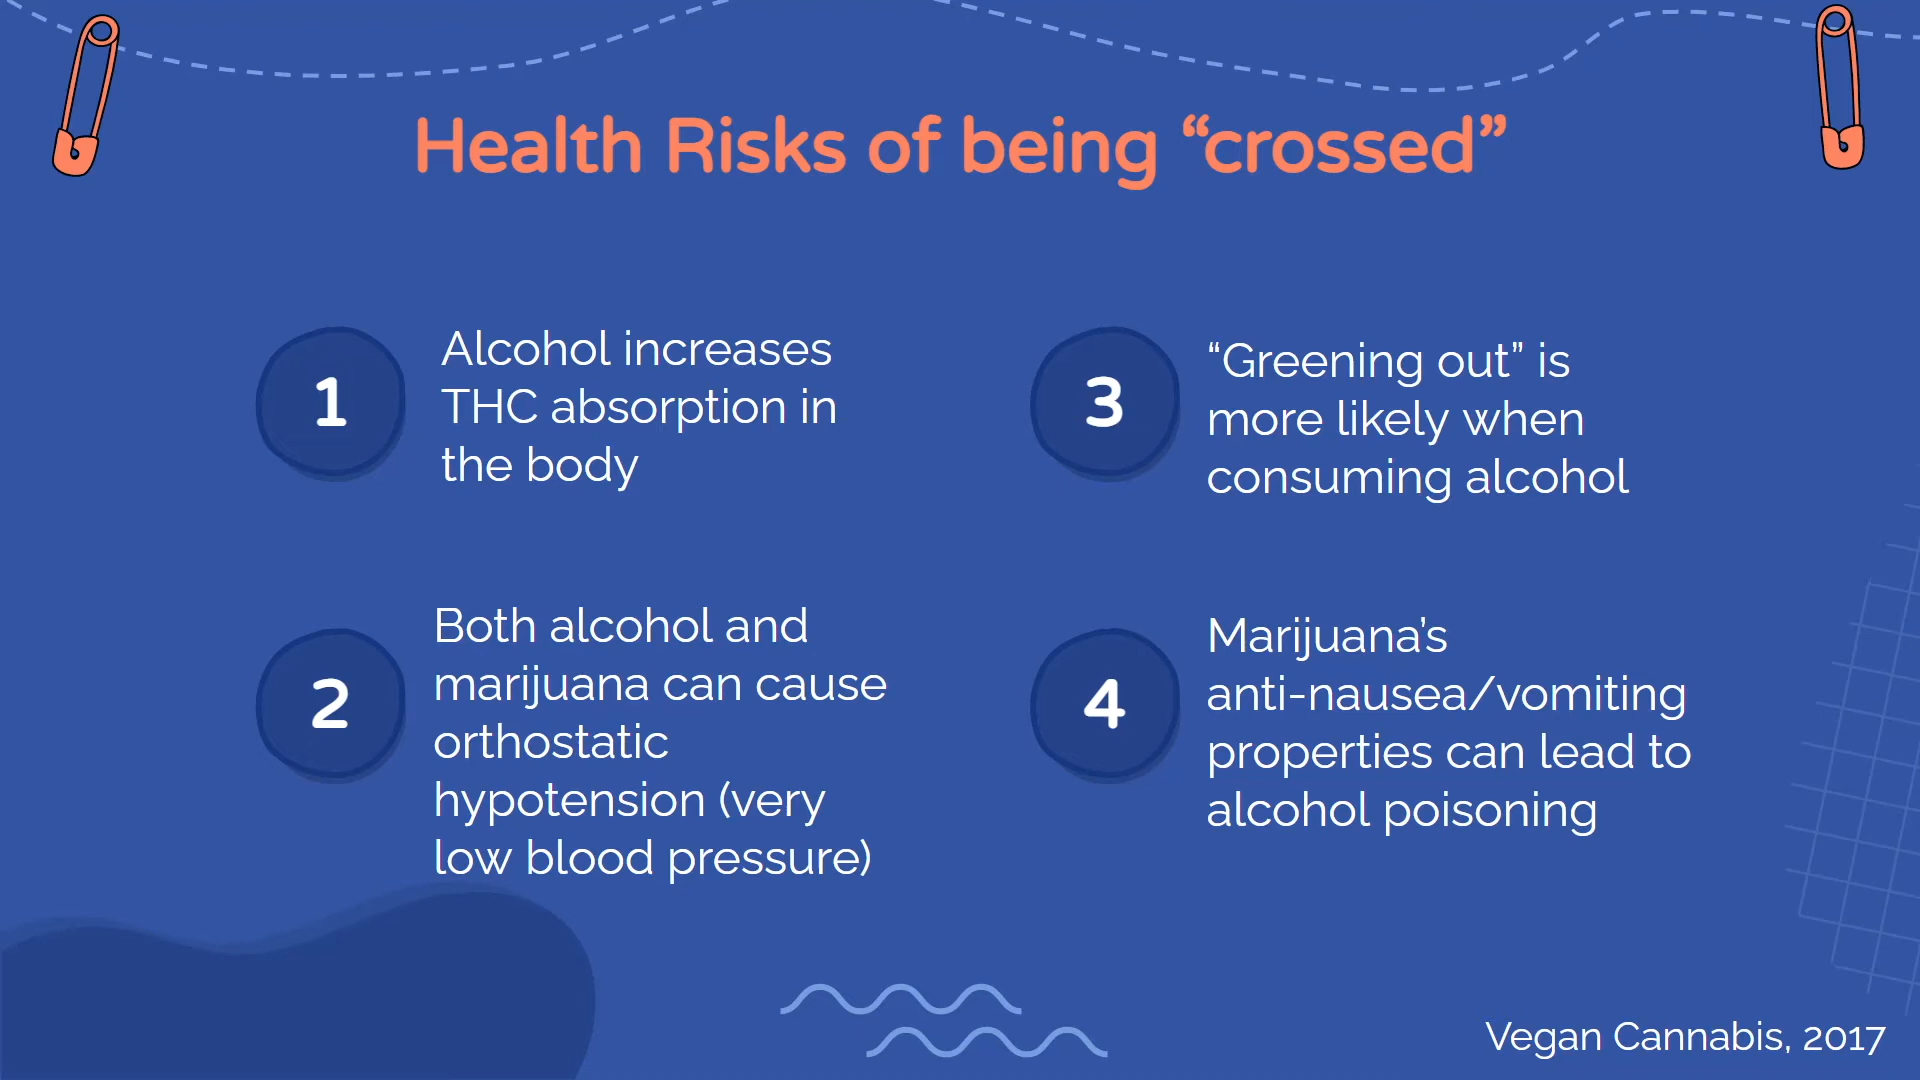 Health Risks of being “crossed”
1
Alcohol increases
THC absorption in
the body
2
Both alcohol and
marijuana can cause
orthostatic
hypotension (very
low blood pressure)
3
“Greening out” is
more likely when
consuming alcohol
4
Marijuana’s
anti-nausea/vomiting
properties can lead to
alcohol poisoning
Vegan Cannabis, 2017